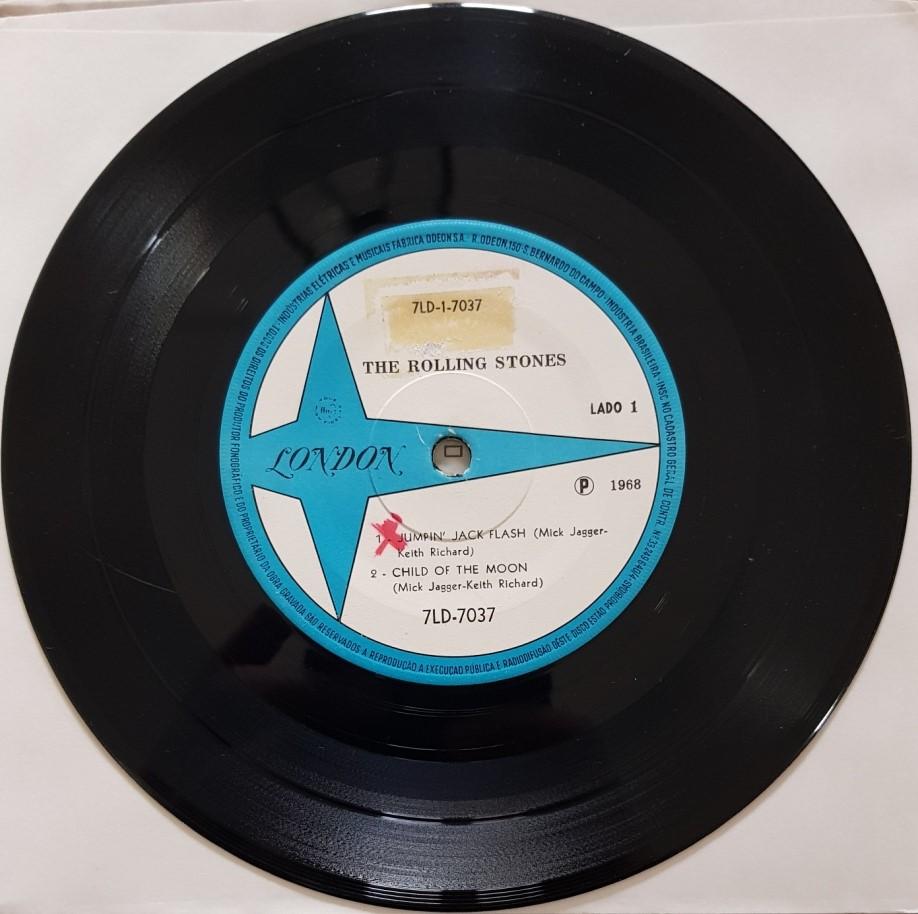 TODOS OS DIREITOS DO PRODUTOR FONOGRÁFICO E DO PROPRIETÁRIO DA OBRA GRAVADA SÃO RESERVADOS A REPRODUÇÃO A EXECUÇÃO PÚBLICA E RADIODIFUSÃO DÊSTE DISCO ESTÃO PROIBIDAS · INDÚSTRIAS ELÉTRICAS E MUSICAIS FÁBRICA ODEON S.A. · R. ODEON, 150 · S. BERNARDO DO CAMPO · INDÚSTRIA BRASILEIRA · INSC NO CADASTRO GERAL DE CONTR. Nº
7LD-1-7037
THE ROLLING STONES
LADO 1
LONDON
℗ 1968
1 - JUMPIN' JACK FLASH (Mick Jagger-
Keith Richard)
2 - CHILD OF THE MOON
(Mick Jagger-Keith Richard)
7LD-7037